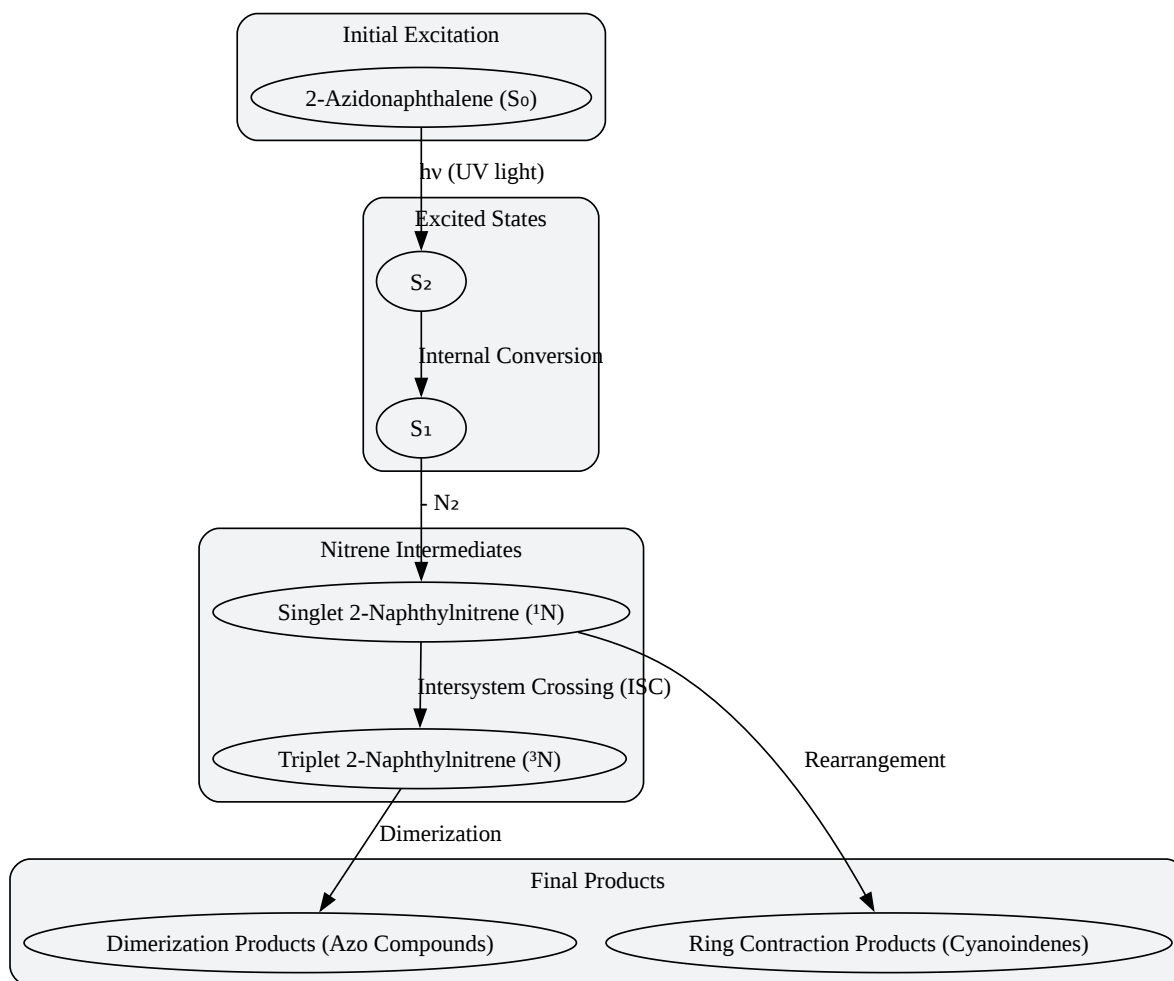 Initial Excitation
2-Azidonaphthalene (S₀)
hν (UV light)
Excited States
S₂
Internal Conversion
S₁
- N₂
Nitrene Intermediates
Singlet 2-Naphthylnitrene (¹N)
Intersystem Crossing (ISC)
Triplet 2-Naphthylnitrene (³N)
Rearrangement
Dimerization
Final Products
Dimerization Products (Azo Compounds)
Ring Contraction Products (Cyanoindenes)